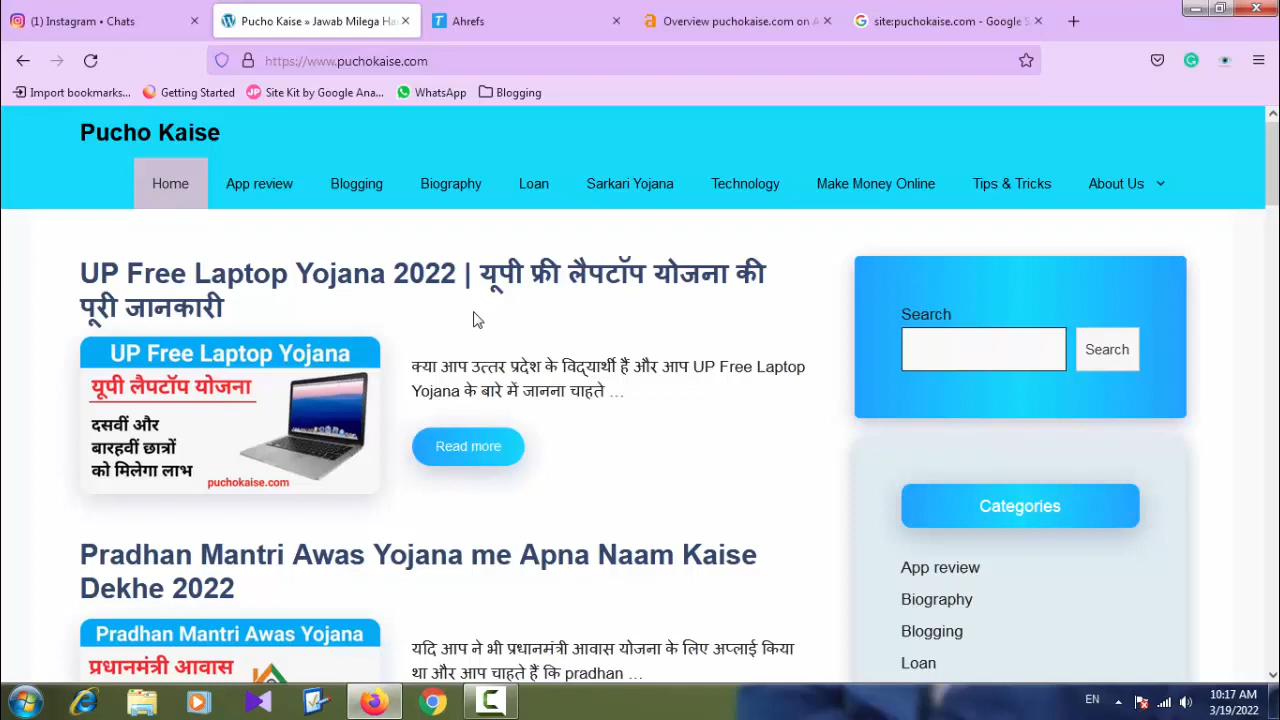 Instagram • Chats
Pucho Kaise » Jawab Milega Ha
Ahrefs
Overview puchokaise.com on A
site:puchokaise.com - Google S
https://www.puchokaise.com
Import bookmarks...
Getting Started
Site Kit by Google Ana...
WhatsApp
Blogging
Pucho Kaise
Home
App review
Blogging
Biography
Loan
Sarkari Yojana
Technology
Make Money Online
Tips & Tricks
About Us
UP Free Laptop Yojana 2022 | यूपी फ्री लैपटॉप योजना की
पूरी जानकारी
UP Free Laptop Yojana
यूपी लैपटॉप योजना
दसवीं और
बारहवीं छात्रों
को मिलेगा लाभ
puchokaise.com
क्या आप उत्तर प्रदेश के विद्यार्थी हैं और आप UP Free Laptop
Yojana के बारे में जानना चाहते …
Read more
Search
Search
Categories
App review
Biography
Blogging
Loan
Pradhan Mantri Awas Yojana me Apna Naam Kaise
Dekhe 2022
Pradhan Mantri Awas Yojana
प्रधानमंत्री आवास
यदि आप ने भी प्रधानमंत्री आवास योजना के लिए अप्लाई किया
था और आप चाहते हैं कि pradhan …
EN
10:17 AM
3/19/2022